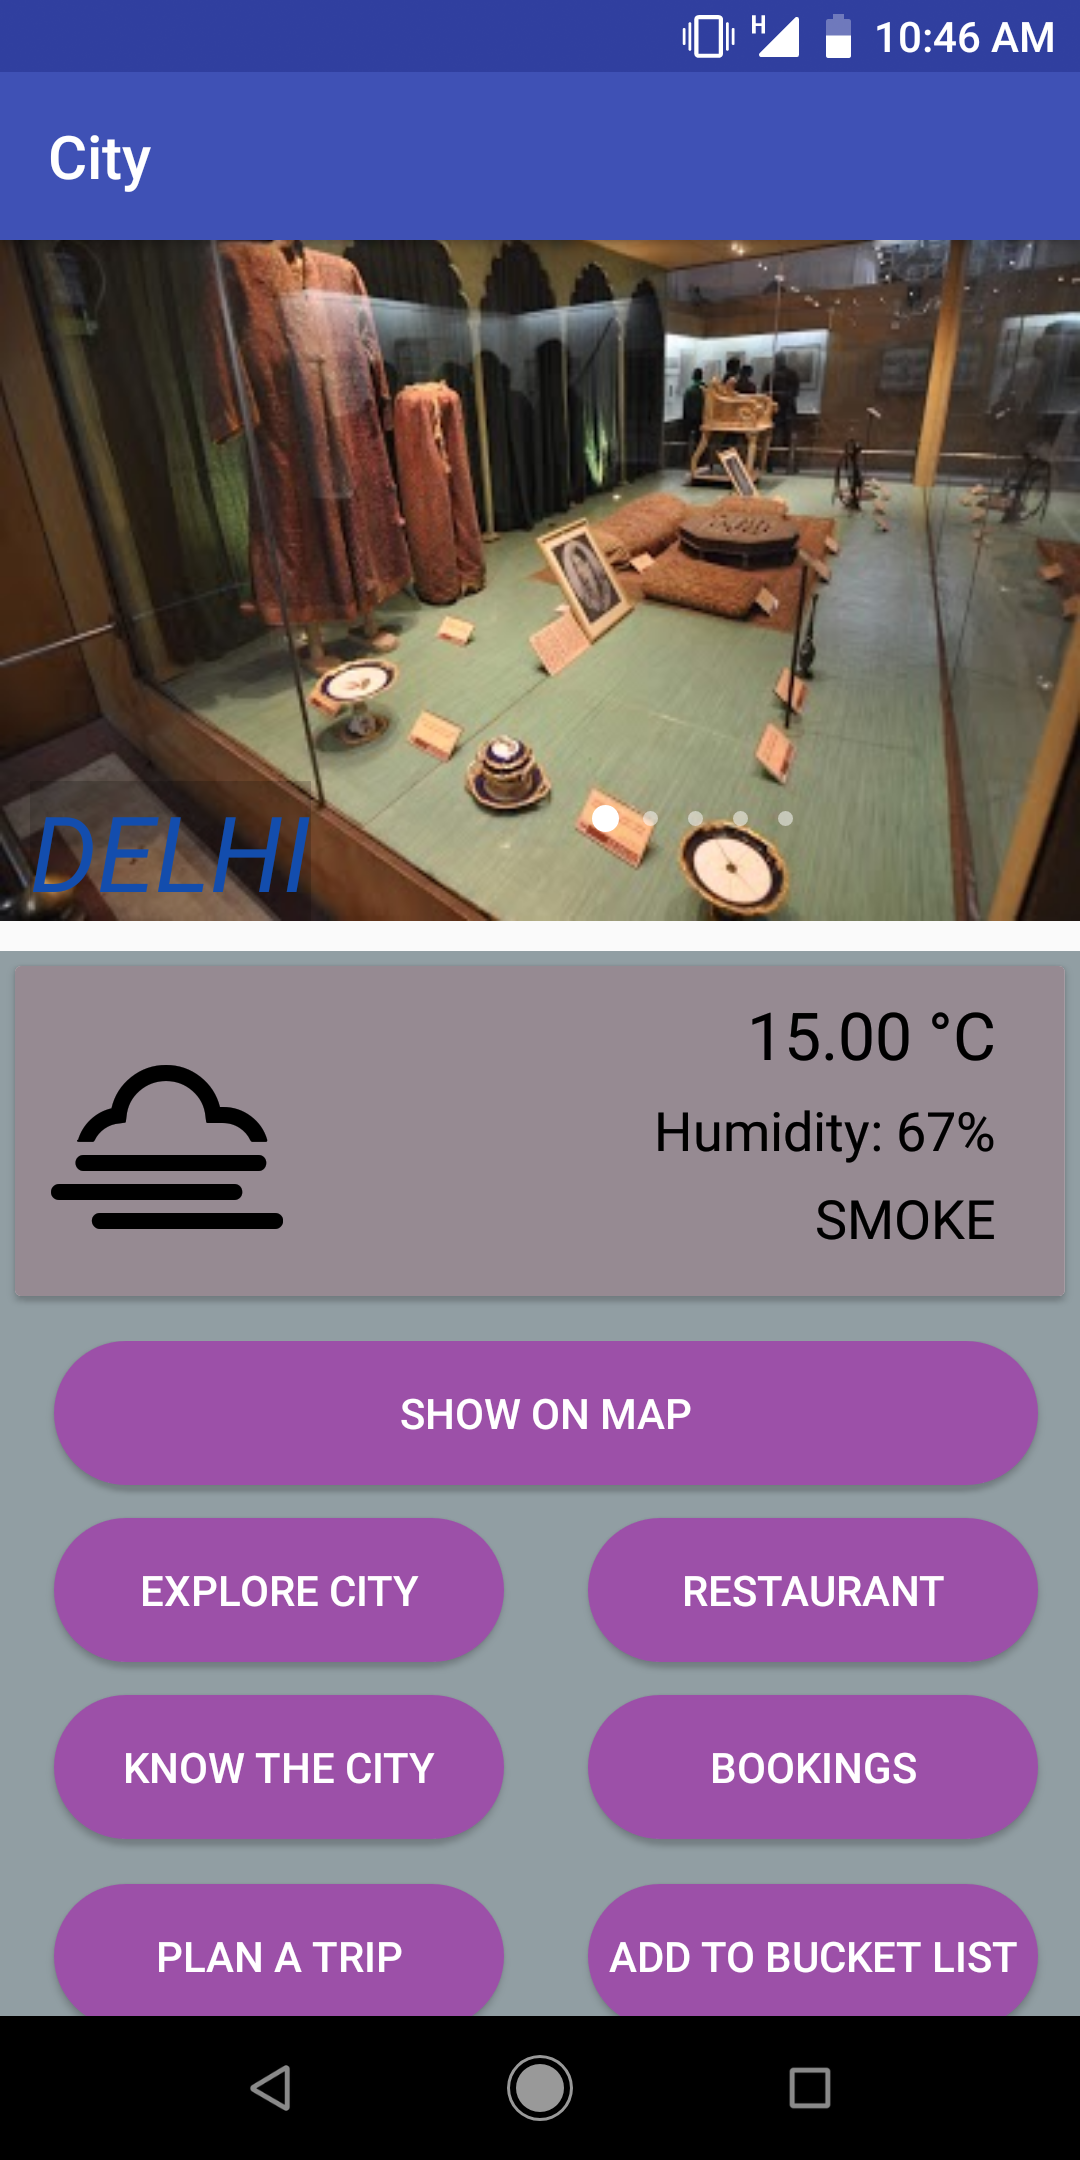 H 10:46 AM
City
DELHI
15.00 °C
Humidity: 67%
SMOKE
SHOW ON MAP
EXPLORE CITY RESTAURANT
KNOW THE CITY BOOKINGS
PLAN A TRIP ADD TO BUCKET LIST